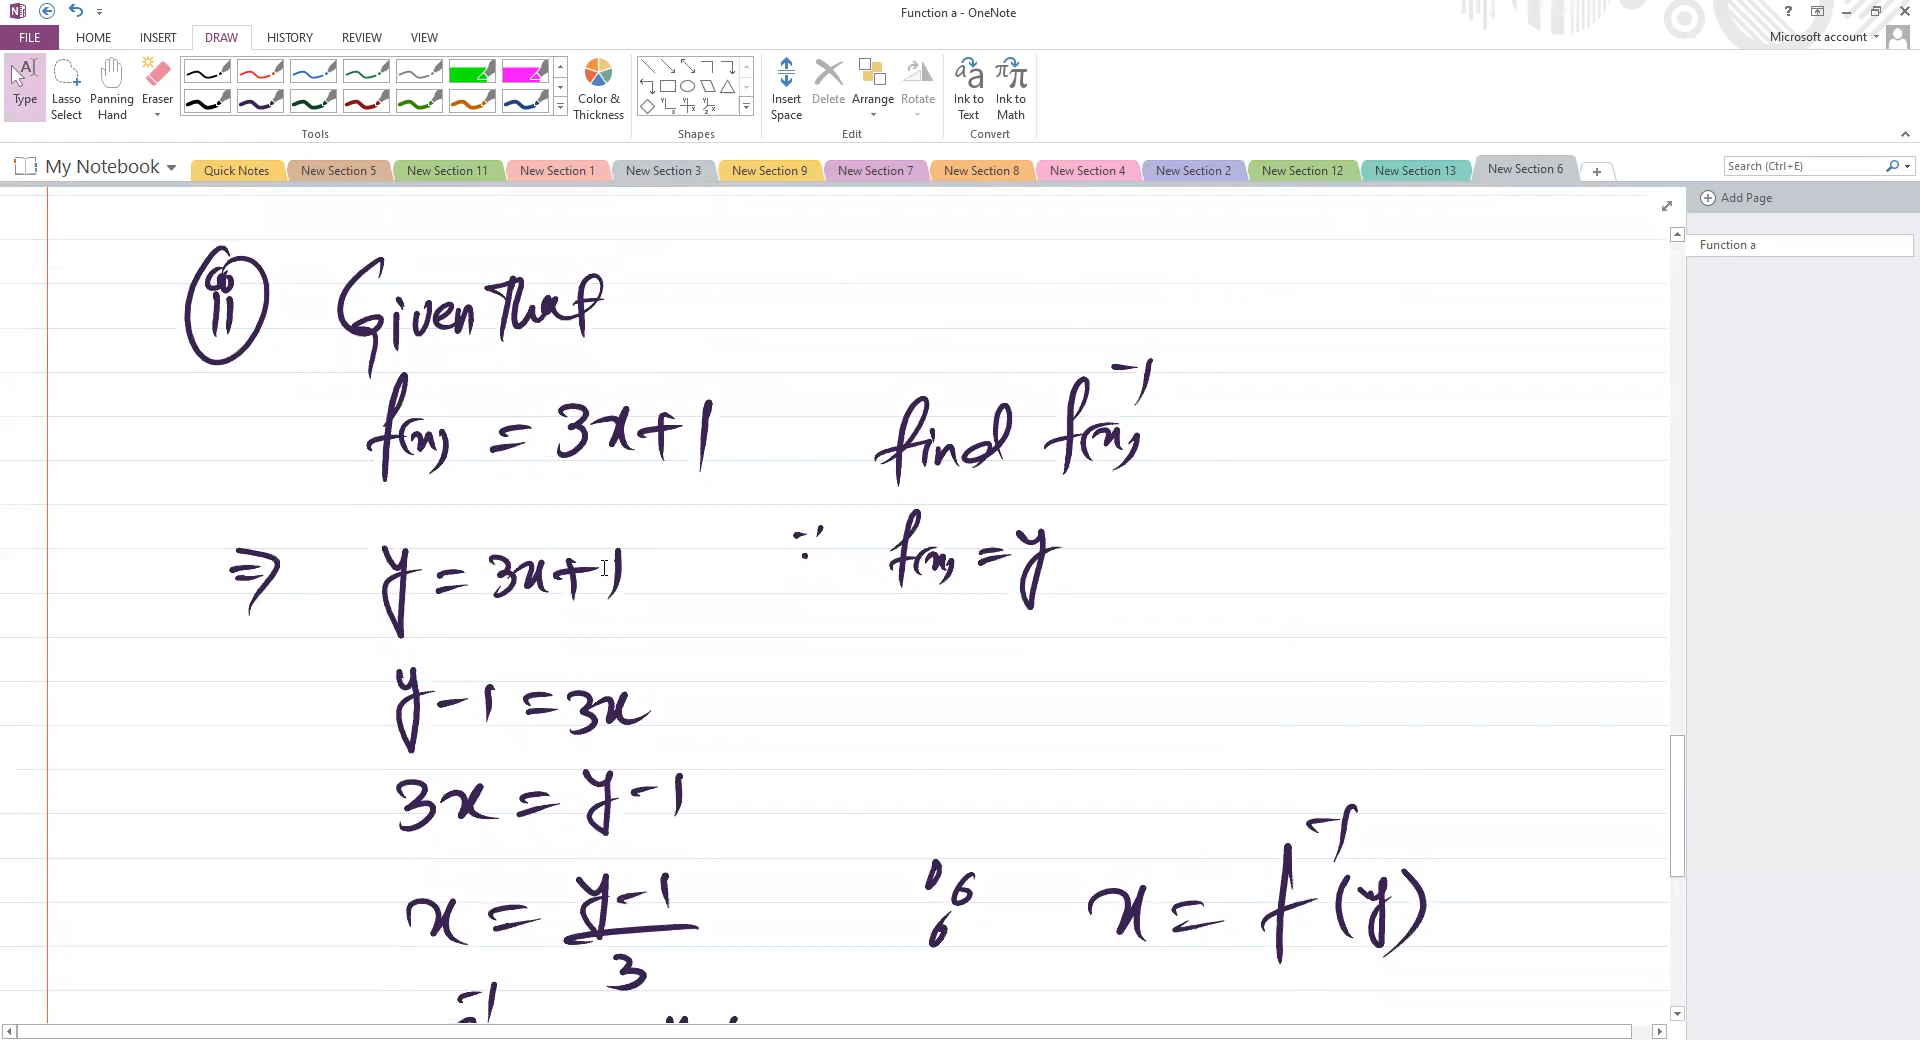 Function a - OneNote
FILE HOME INSERT DRAW HISTORY REVIEW VIEW
Microsoft account
Type
Lasso Select
Panning Hand
Eraser
Color & Thickness
Insert Space
Delete
Arrange
Rotate
Ink to Text
Ink to Math
Tools
Shapes
Edit
Convert
My Notebook
Quick Notes New Section 5 New Section 11 New Section 1 New Section 3 New Section 9 New Section 7 New Section 8 New Section 4 New Section 2 New Section 12 New Section 13 New Section 6
Search (Ctrl+E)
Add Page
Function a
ii Given That
f(x) = 3x+1 find f⁻¹(x)
⇒ y = 3x+1 ∵ f(x) = y
y-1 = 3x
3x = y-1
x = (y-1)/3 ∵ x = f⁻¹(y)